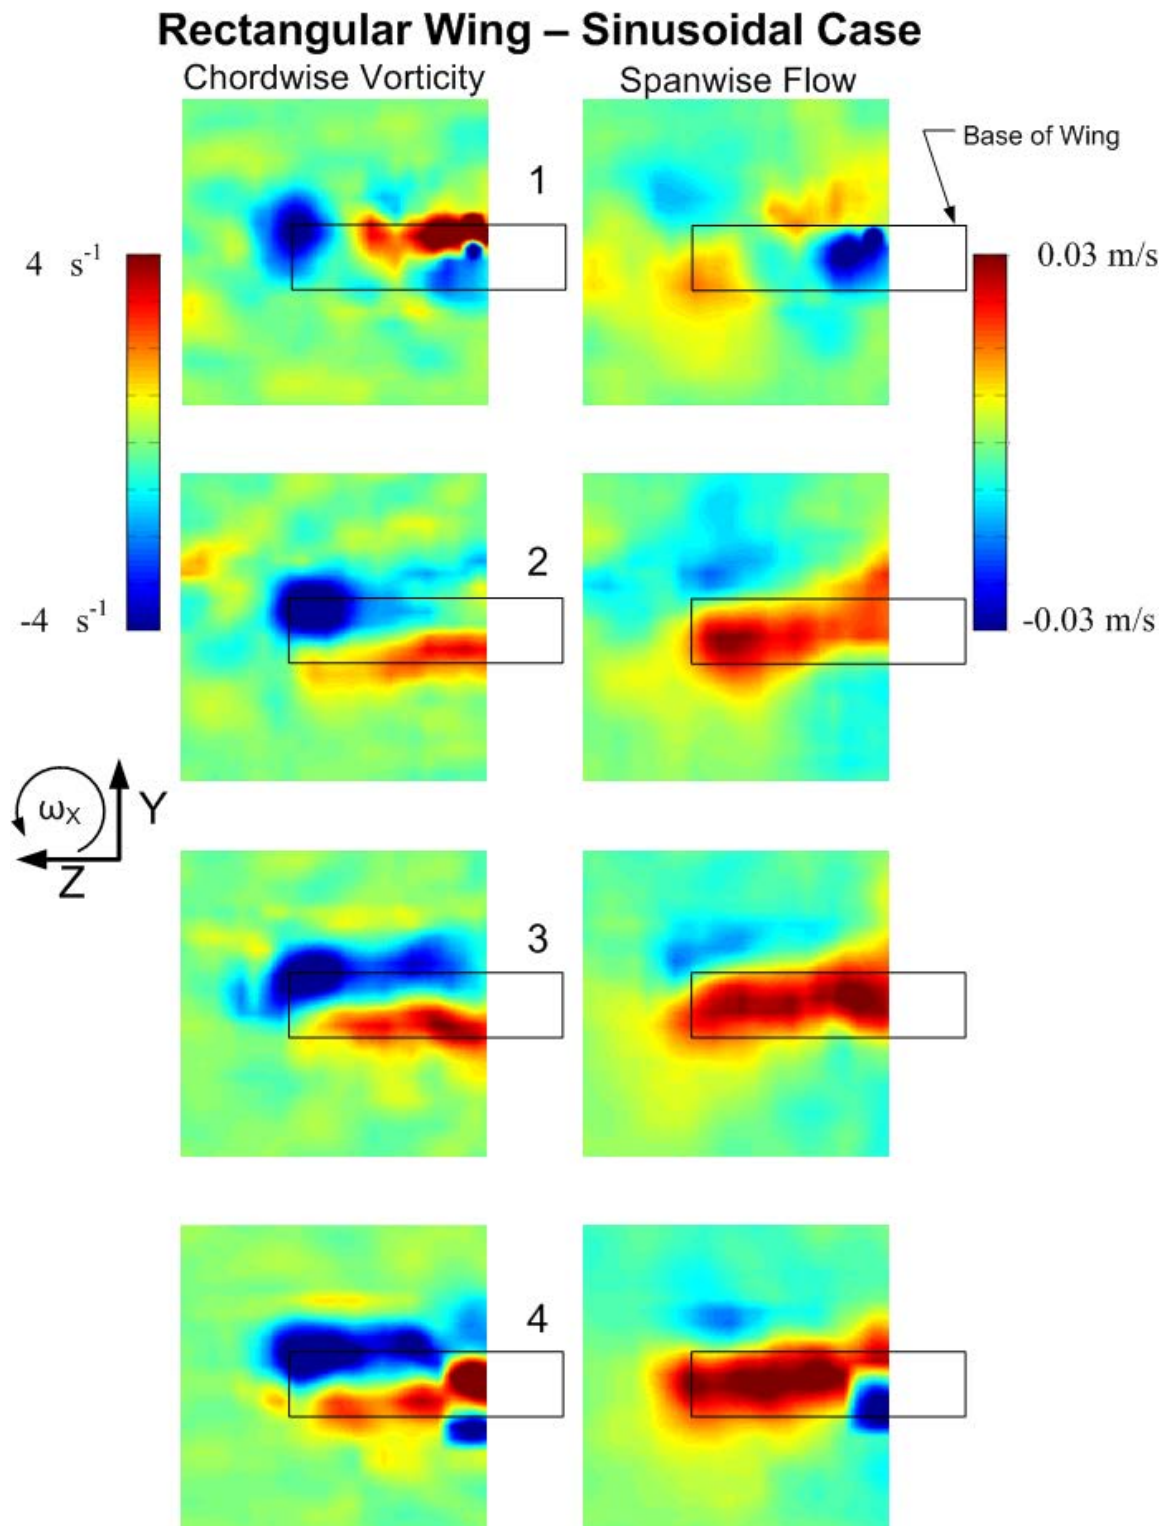 Rectangular Wing – Sinusoidal Case
Chordwise Vorticity
Spanwise Flow
Base of Wing
1
4 s⁻¹
0.03 m/s
2
-4 s⁻¹
-0.03 m/s
ωX
Y
Z
3
4